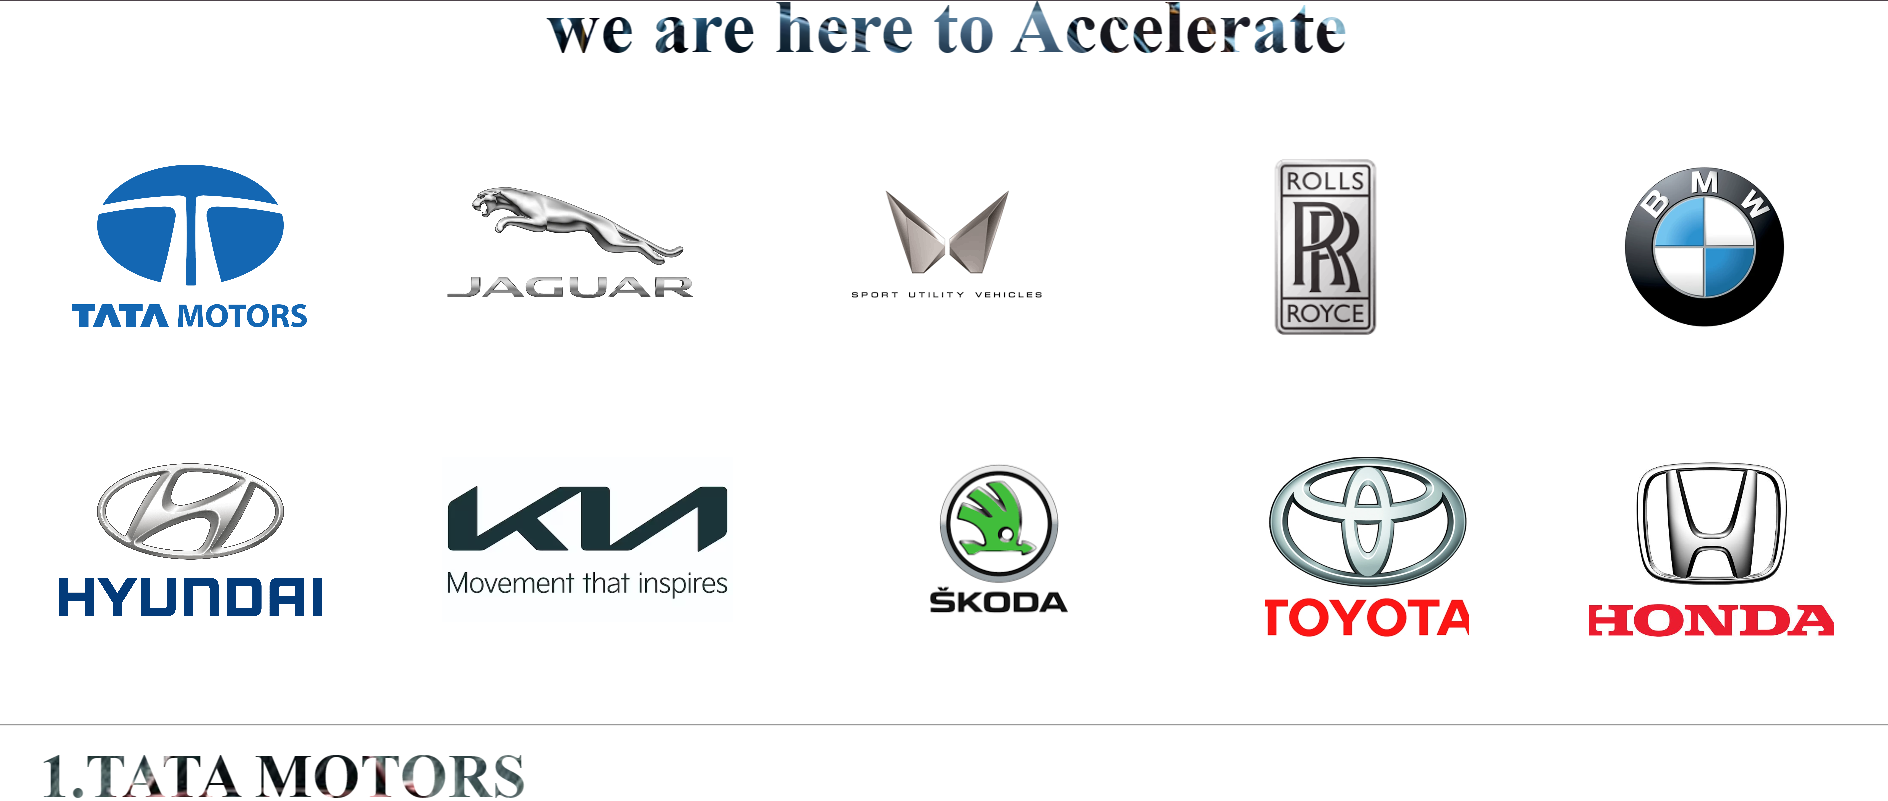 we are here to Accelerate
TATA MOTORS
JAGUAR
SPORT UTILITY VEHICLES
ROLLS
RR
ROYCE
BMW
HYUNDAI
KIA
Movement that inspires
ŠKODA
TOYOTA
HONDA
1.TATA MOTORS